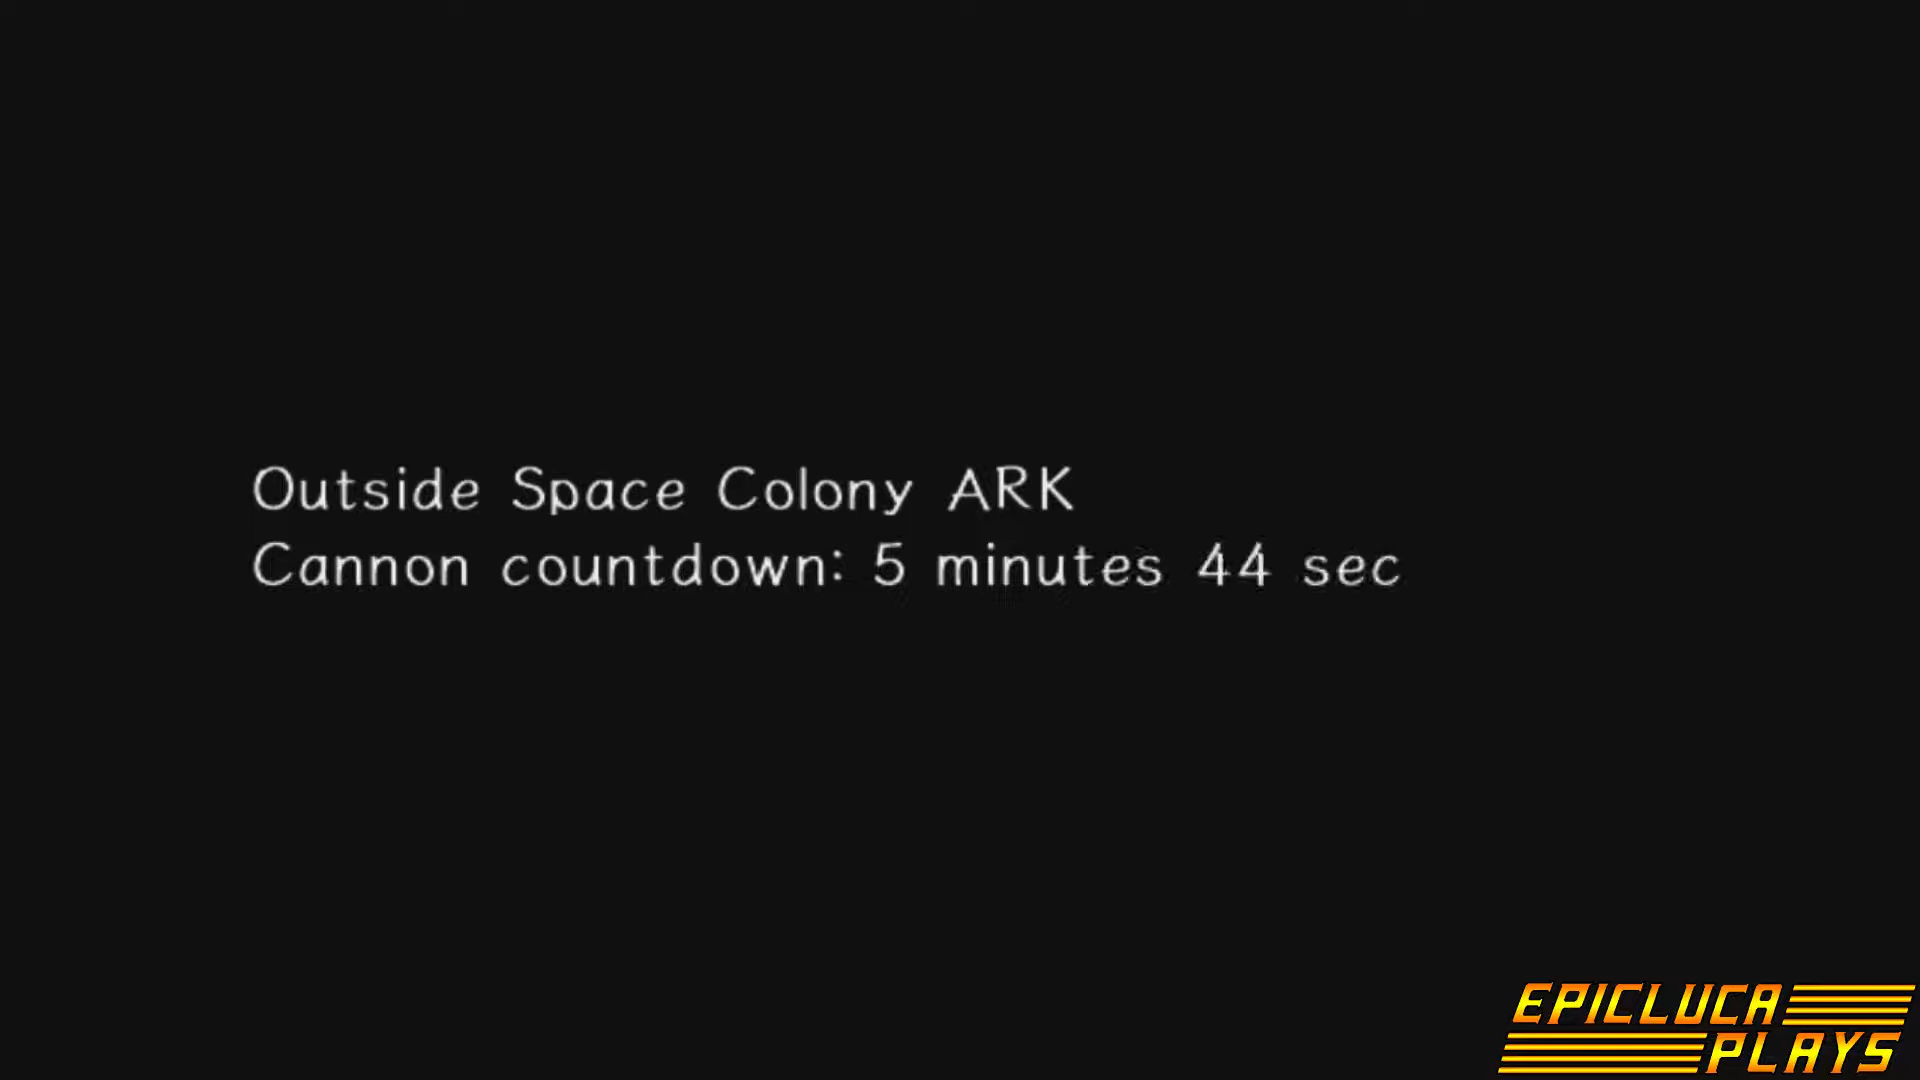 Outside Space Colony ARK
Cannon countdown: 5 minutes 44 sec
EPICLUCA
PLAYS